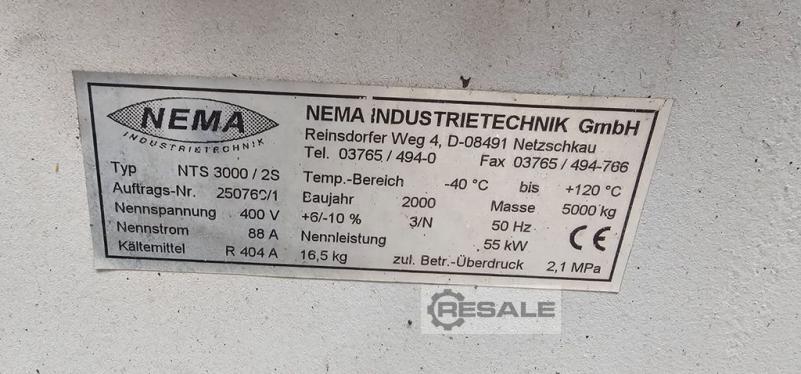 NEMA
INDUSTRIETECHNIK
NEMA INDUSTRIETECHNIK GmbH
Reinsdorfer Weg 4, D-08491 Netzschkau
Tel. 03765 / 494-0 Fax 03765 / 494-766
Typ NTS 3000 / 2S Temp.-Bereich -40 °C bis +120 °C
Auftrags-Nr. Baujahr 2000 Masse 5000 kg
Nennspannung 400 V +6/-10 % 3/N 50 Hz
Nennstrom 88 A Nennleistung 55 kW CE
Kältemittel R 404 A 16,5 kg zul. Betr.-Überdruck 2,1 MPa
RESALE